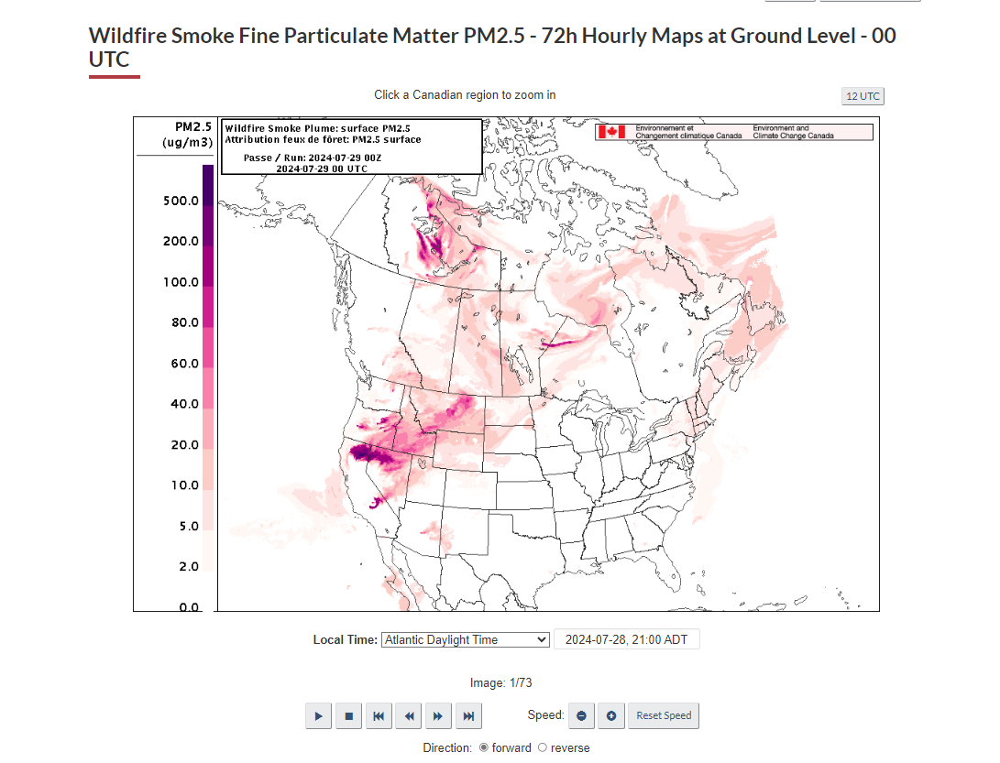 Wildfire Smoke Fine Particulate Matter PM2.5 - 72h Hourly Maps at Ground Level - 00
UTC
Click a Canadian region to zoom in
12 UTC
PM2.5
(ug/m3)
Wildfire Smoke Plume: surface PM2.5
Attribution feux de fôret: PM2.5 surface
Passe / Run: 2024-07-29 00Z
2024-07-29 00 UTC
Environnement et
Changement climatique Canada
Environment and
Climate Change Canada
500.0
200.0
100.0
80.0
60.0
40.0
20.0
10.0
5.0
2.0
0.0
Local Time: Atlantic Daylight Time 2024-07-28, 21:00 ADT
Image: 1/73
Speed: Reset Speed
Direction: forward reverse